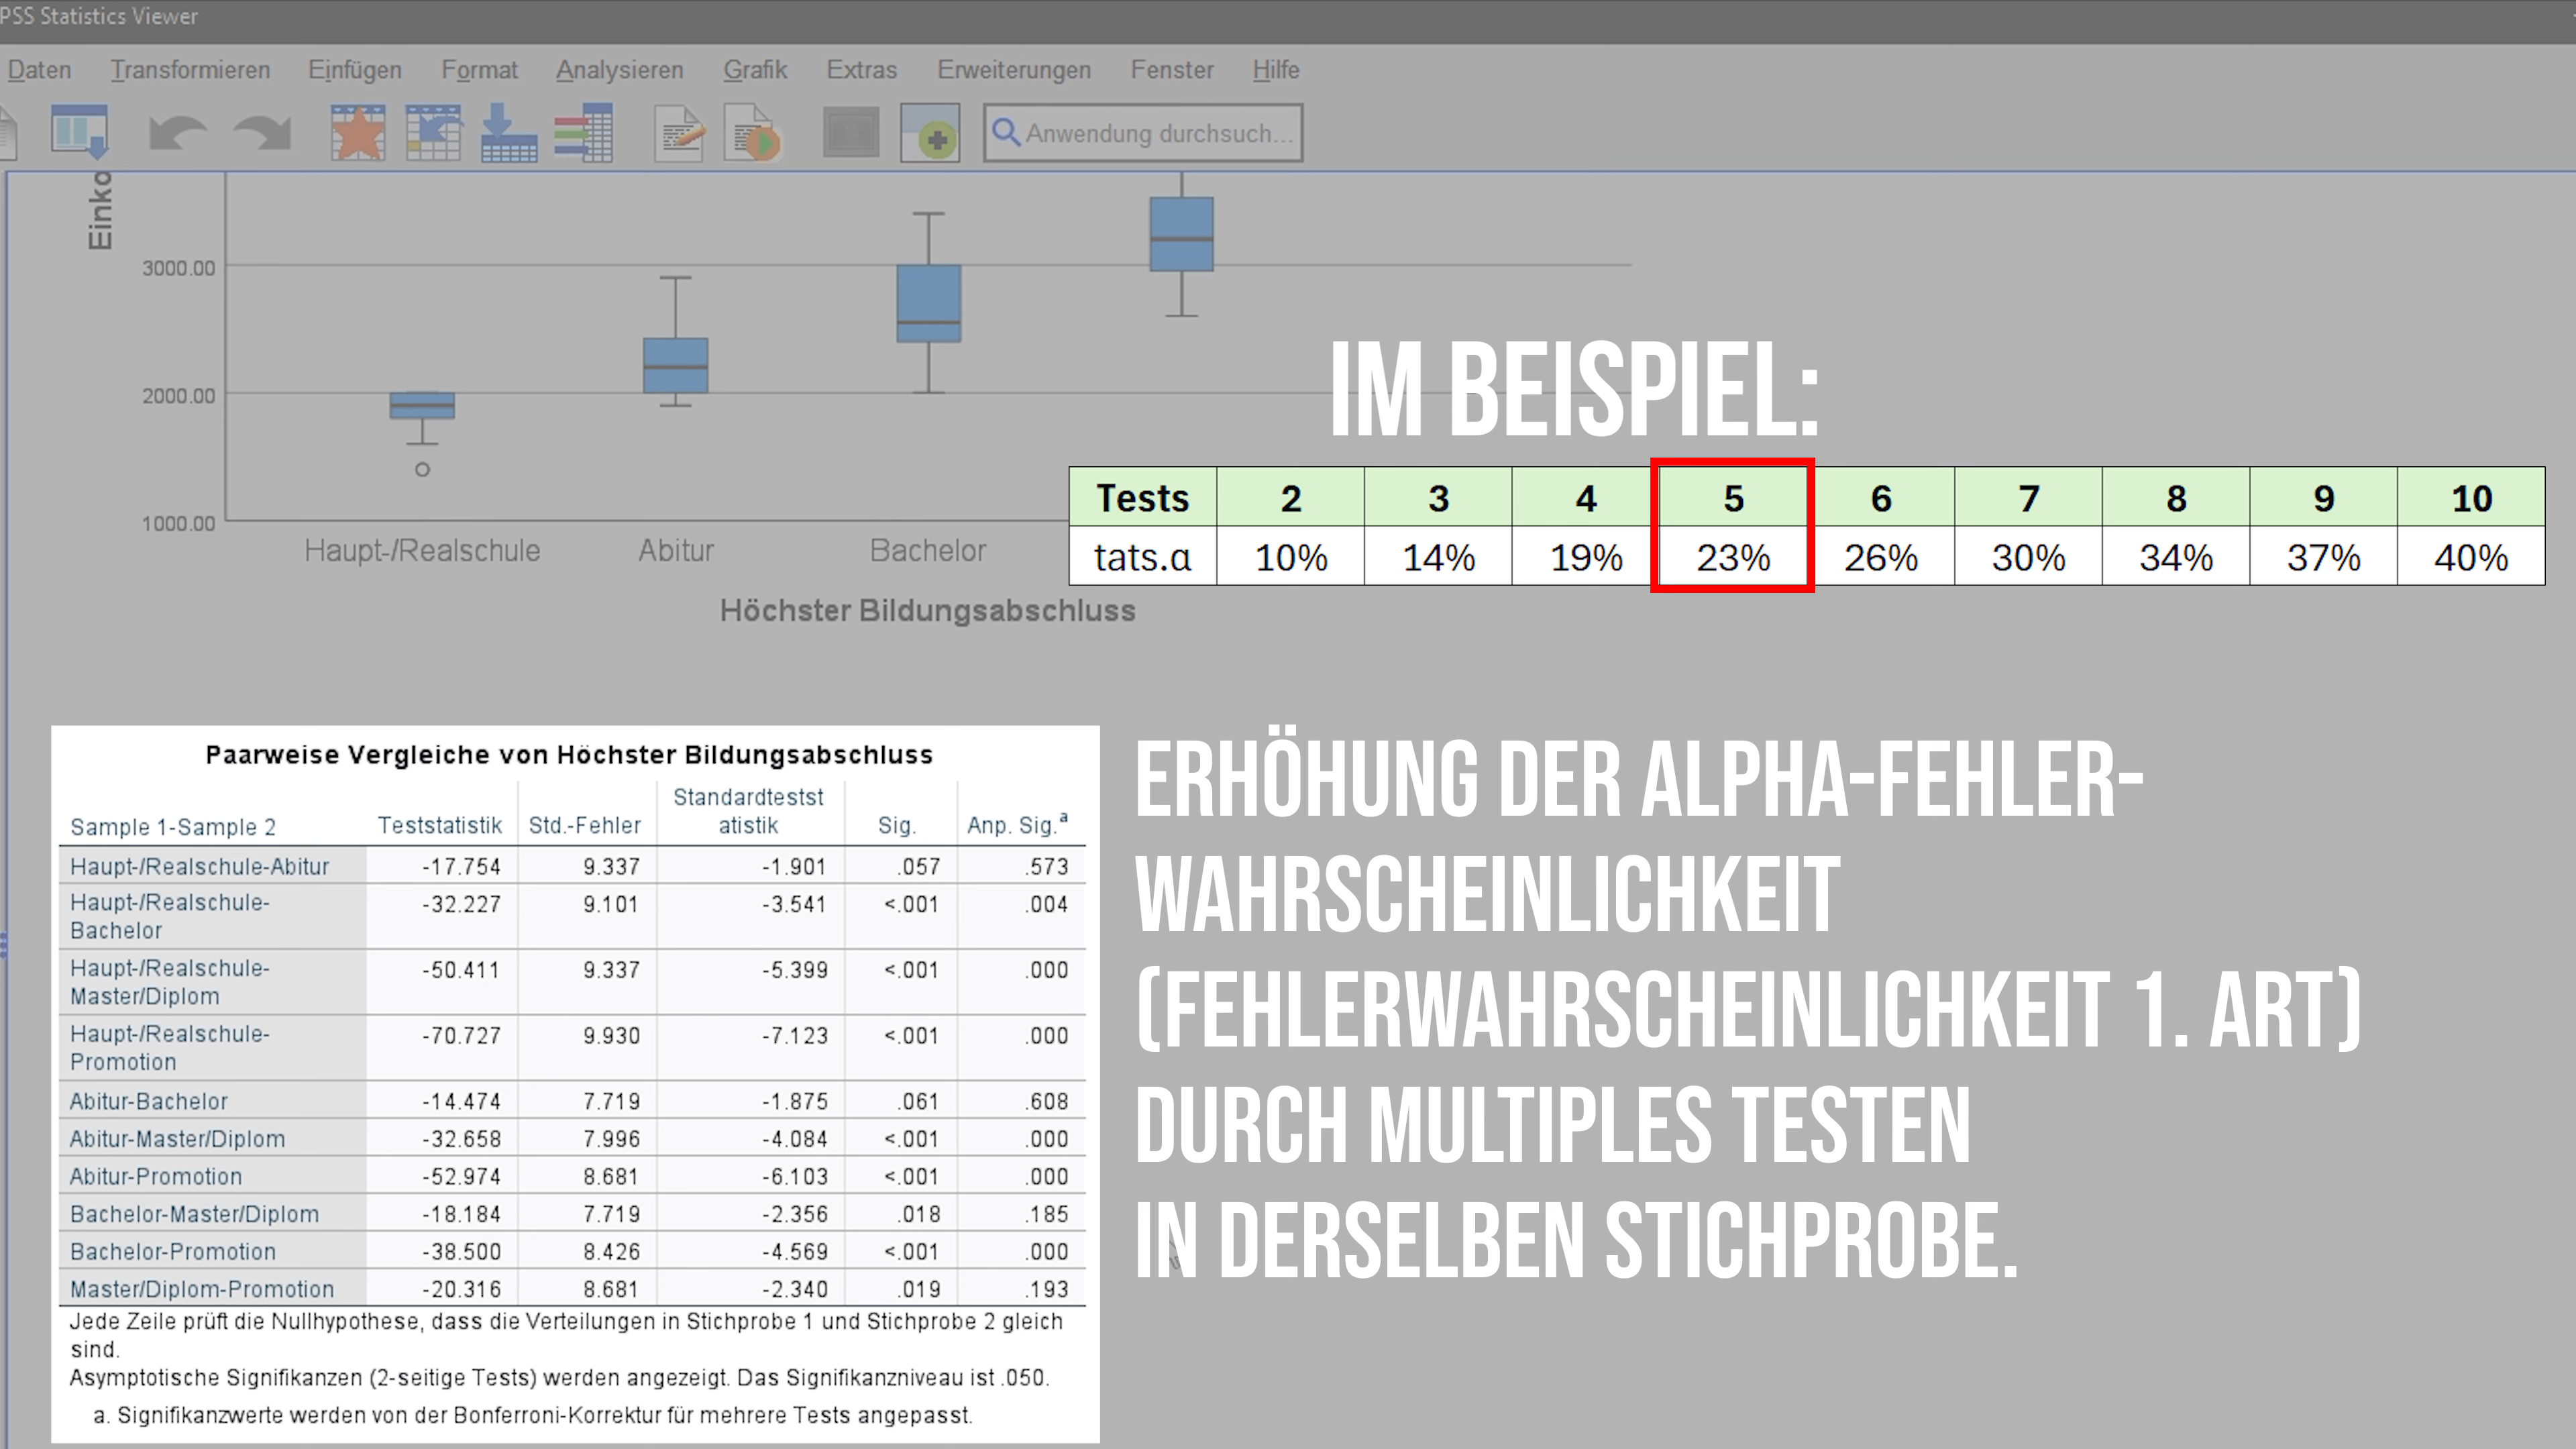 PSS Statistics Viewer
Daten Transformieren Einfügen Format Analysieren Grafik Extras Erweiterungen Fenster Hilfe
Anwendung durchsuch...
Einko
3000.00
2000.00
1000.00
Haupt-/Realschule Abitur Bachelor
Höchster Bildungsabschluss
IM BEISPIEL:
Tests 2 3 4 5 6 7 8 9 10
tats.α 10% 14% 19% 23% 26% 30% 34% 37% 40%
Paarweise Vergleiche von Höchster Bildungsabschluss
Sample 1-Sample 2 Teststatistik Std.-Fehler Standardtestst
atistik Sig. Anp. Sig.a
Haupt-/Realschule-Abitur -17.754 9.337 -1.901 .057 .573
Haupt-/Realschule-
Bachelor -32.227 9.101 -3.541 <.001 .004
Haupt-/Realschule-
Master/Diplom -50.411 9.337 -5.399 <.001 .000
Haupt-/Realschule-
Promotion -70.727 9.930 -7.123 <.001 .000
Abitur-Bachelor -14.474 7.719 -1.875 .061 .608
Abitur-Master/Diplom -32.658 7.996 -4.084 <.001 .000
Abitur-Promotion -52.974 8.681 -6.103 <.001 .000
Bachelor-Master/Diplom -18.184 7.719 -2.356 .018 .185
Bachelor-Promotion -38.500 8.426 -4.569 <.001 .000
Master/Diplom-Promotion -20.316 8.681 -2.340 .019 .193
Jede Zeile prüft die Nullhypothese, dass die Verteilungen in Stichprobe 1 und Stichprobe 2 gleich
sind.
Asymptotische Signifikanzen (2-seitige Tests) werden angezeigt. Das Signifikanzniveau ist .050.
a. Signifikanzwerte werden von der Bonferroni-Korrektur für mehrere Tests angepasst.
ERHÖHUNG DER ALPHA-FEHLER-
WAHRSCHEINLICHKEIT
(FEHLERWAHRSCHEINLICHKEIT 1. ART)
DURCH MULTIPLES TESTEN
IN DERSELBEN STICHPROBE.